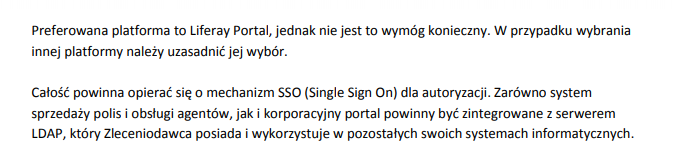 Preferowana platforma to Liferay Portal, jednak nie jest to wymóg konieczny. W przypadku wybrania
innej platformy należy uzasadnić jej wybór.
Całość powinna opierać się o mechanizm SSO (Single Sign On) dla autoryzacji. Zarówno system
sprzedaży polis i obsługi agentów, jak i korporacyjny portal powinny być zintegrowane z serwerem
LDAP, który Zleceniodawca posiada i wykorzystuje w pozostałych swoich systemach informatycznych.